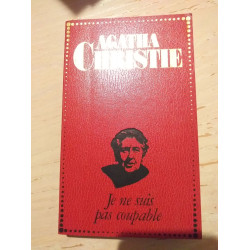 AGATHA
CHRISTIE
Je ne suis
pas coupable